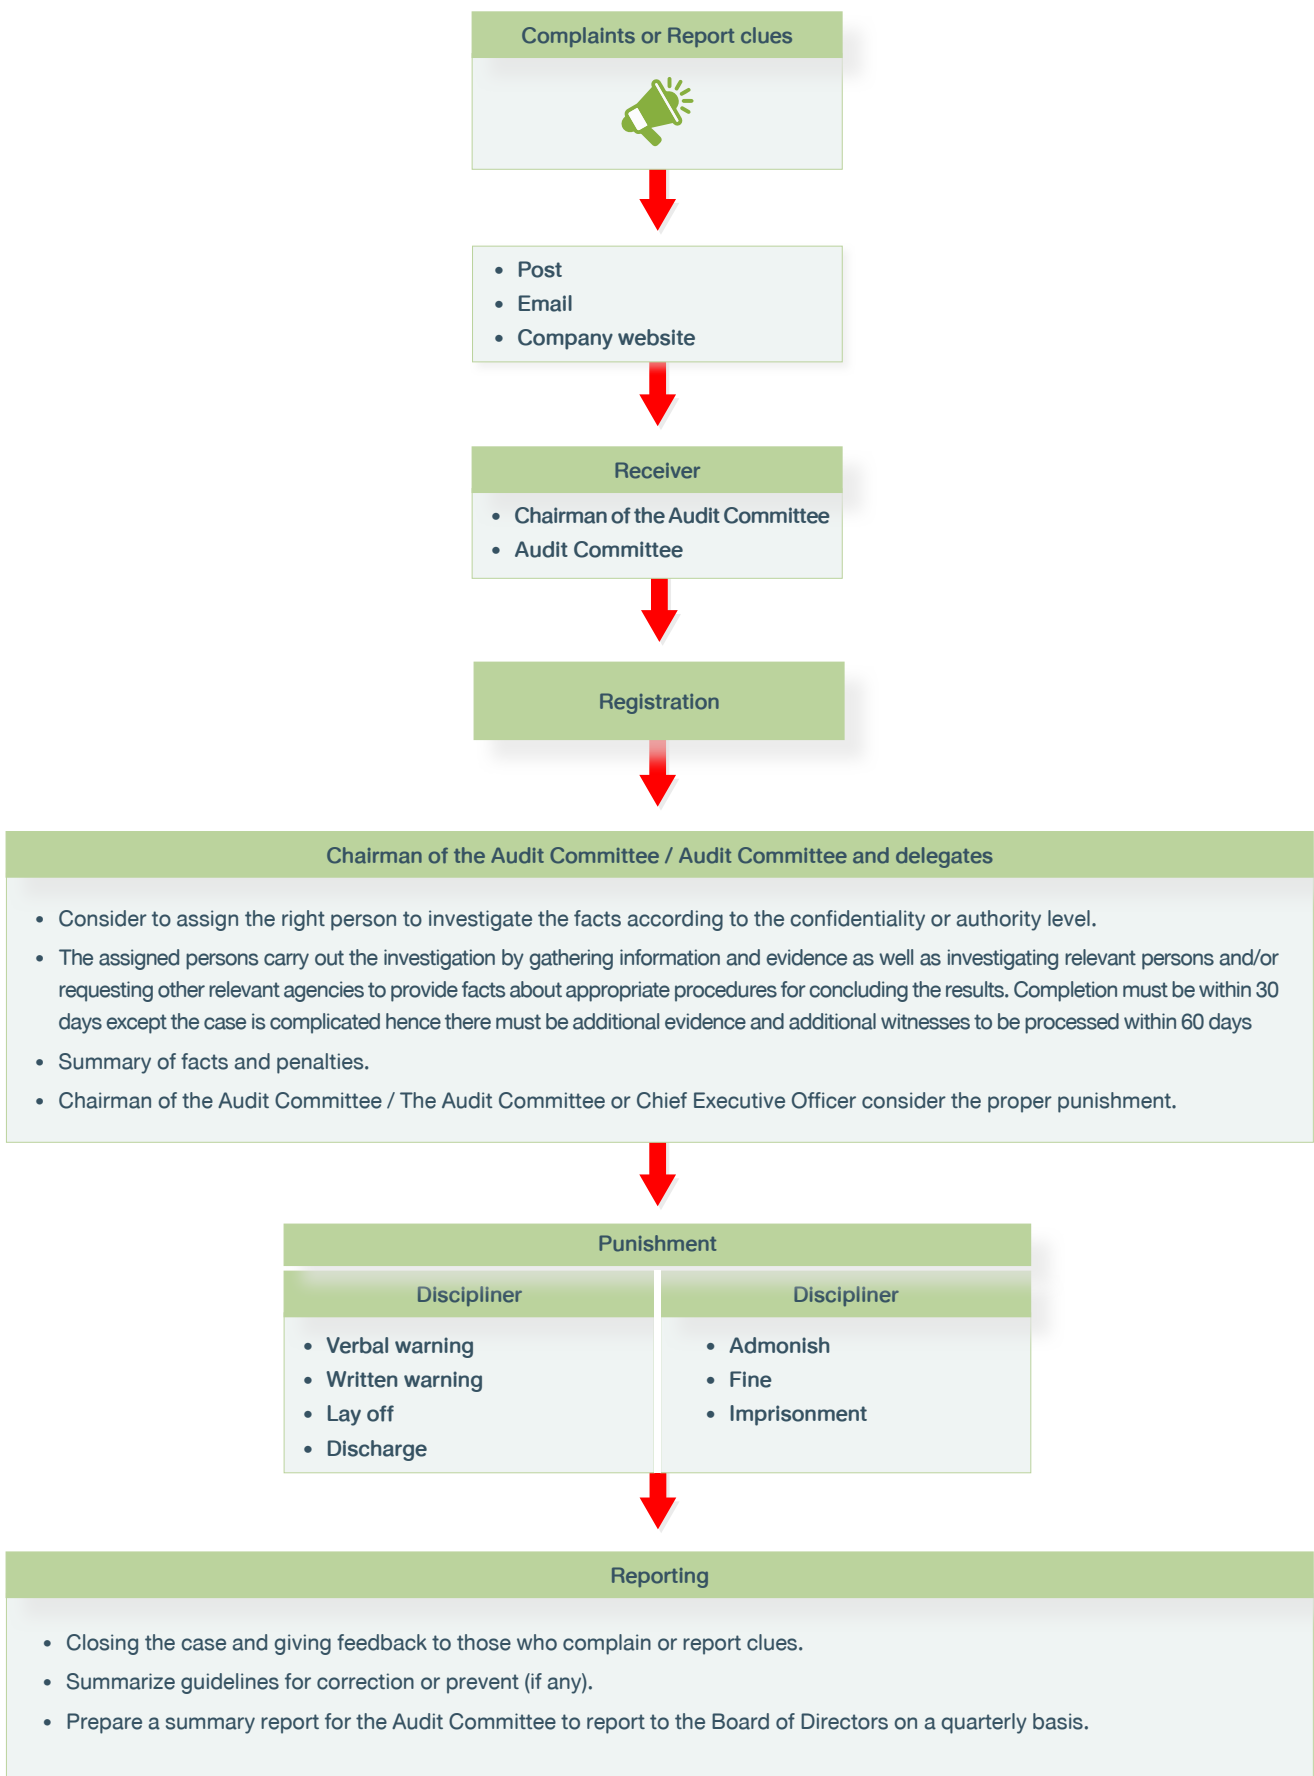 Complaints or Report clues
• Post
• Email
• Company website
Receiver
• Chairman of the Audit Committee
• Audit Committee
Registration
Chairman of the Audit Committee / Audit Committee and delegates
• Consider to assign the right person to investigate the facts according to the confidentiality or authority level.
• The assigned persons carry out the investigation by gathering information and evidence as well as investigating relevant persons and/or
requesting other relevant agencies to provide facts about appropriate procedures for concluding the results. Completion must be within 30
days except the case is complicated hence there must be additional evidence and additional witnesses to be processed within 60 days
• Summary of facts and penalties.
• Chairman of the Audit Committee / The Audit Committee or Chief Executive Officer consider the proper punishment.
Punishment
Discipliner
• Verbal warning
• Written warning
• Lay off
• Discharge
Discipliner
• Admonish
• Fine
• Imprisonment
Reporting
• Closing the case and giving feedback to those who complain or report clues.
• Summarize guidelines for correction or prevent (if any).
• Prepare a summary report for the Audit Committee to report to the Board of Directors on a quarterly basis.